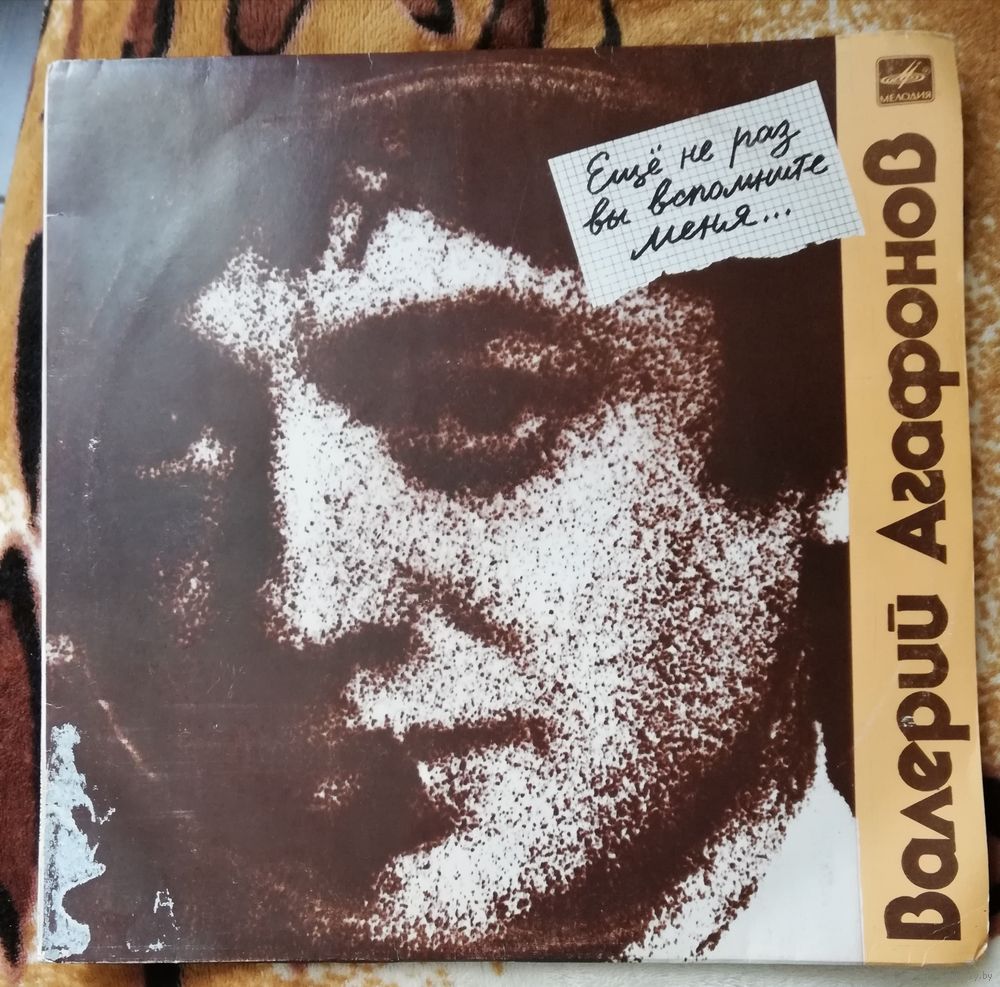 МЕЛОДИЯ
Ещё не раз
вы вспомните
меня...
Валерий Агафонов